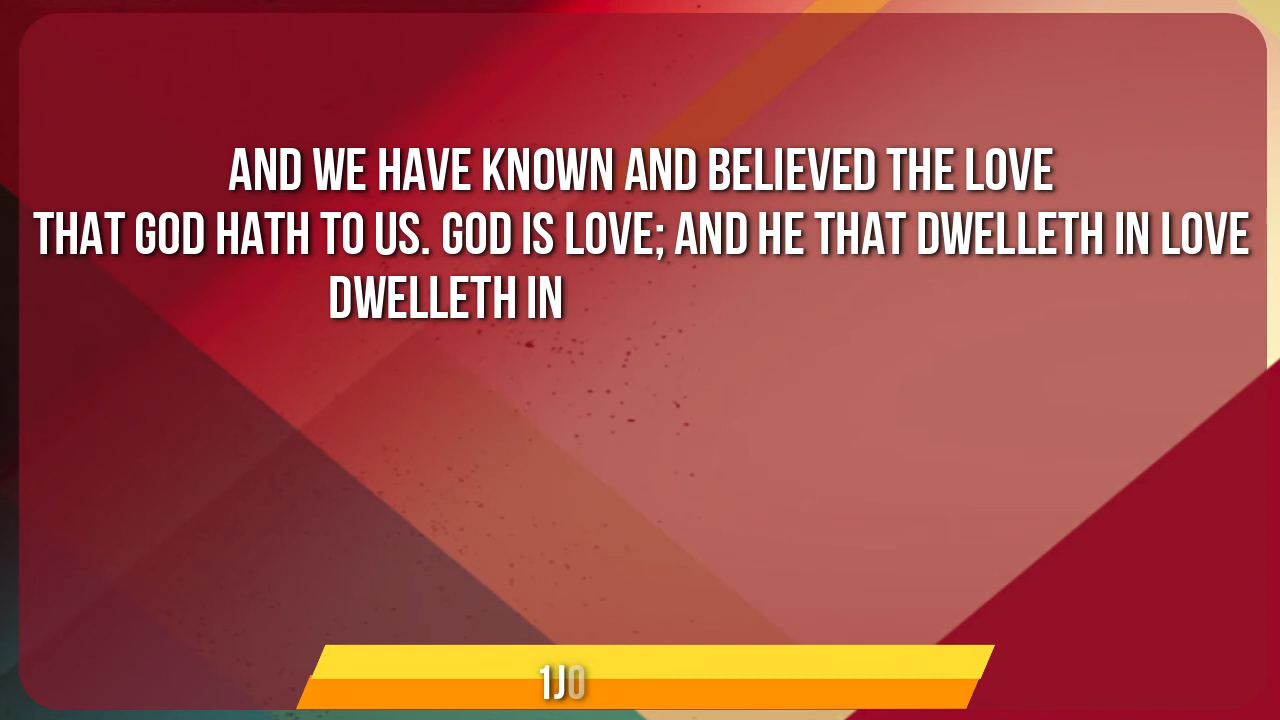 AND WE HAVE KNOWN AND BELIEVED THE LOVE
THAT GOD HATH TO US. GOD IS LOVE; AND HE THAT DWELLETH IN LOVE
DWELLETH IN
1JO